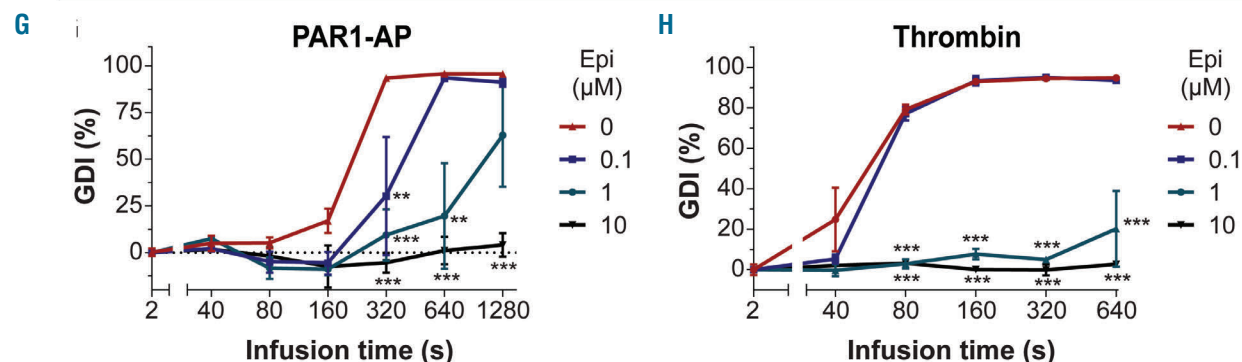 G
i
PAR1-AP
GDI (%)
100
75
50
25
0
2 40 80 160 320 640 1280
Infusion time (s)
**
***
**
***
***
***
Epi
(µM)
0
0.1
1
10
H
Thrombin
GDI (%)
100
80
60
40
20
0
2 40 80 160 320 640
Infusion time (s)
*** *** *** ***
*** *** ***
Epi
(µM)
0
0.1
1
10